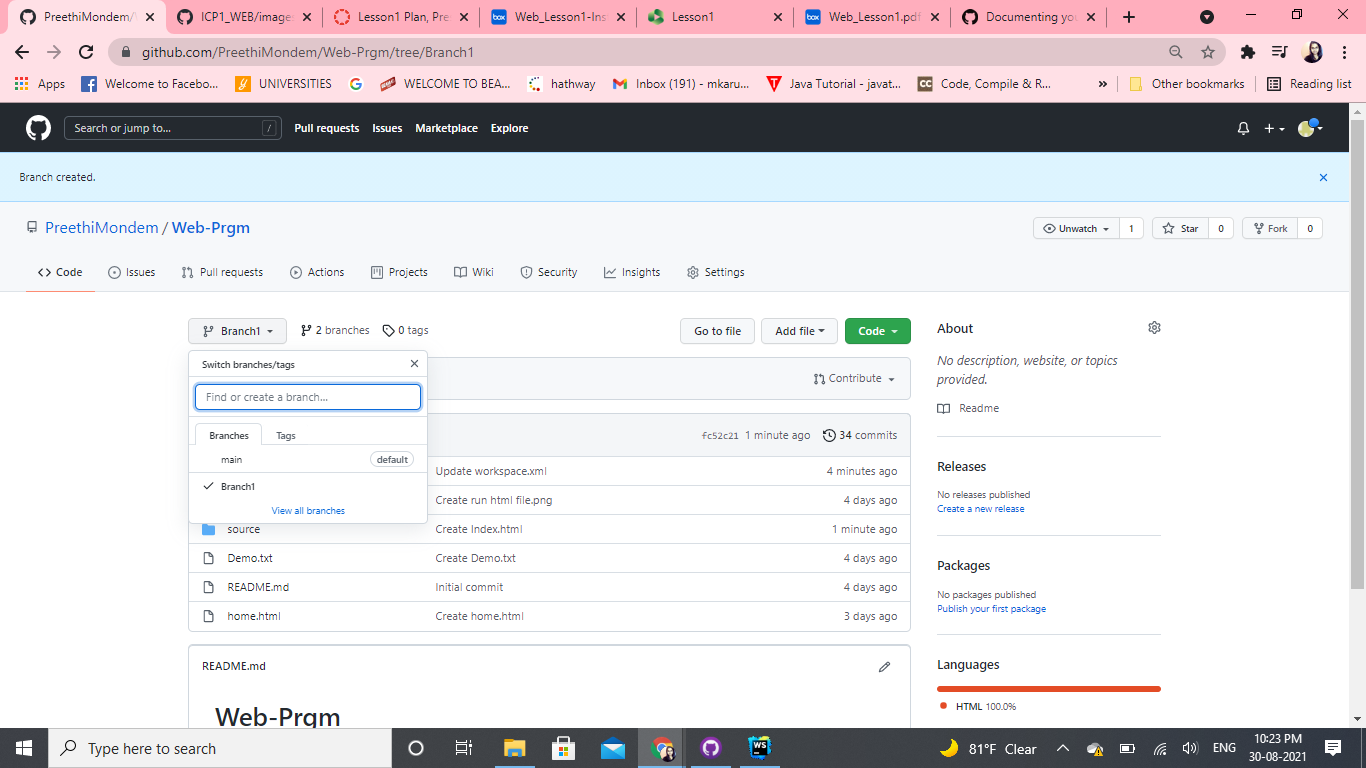 PreethiMondem/
ICP1_WEB/image
Lesson1 Plan, Pre
Web_Lesson1-Ins
Lesson1
Web_Lesson1.pdf
Documenting you
github.com/PreethiMondem/Web-Prgm/tree/Branch1
Apps
Welcome to Facebo...
UNIVERSITIES
WELCOME TO BEA...
hathway
Inbox (191) - mkaru...
Java Tutorial - javat...
Code, Compile & R...
»
Other bookmarks
Reading list
Search or jump to...
/
Pull requests
Issues
Marketplace
Explore
Branch created.
PreethiMondem / Web-Prgm
Unwatch 1
Star 0
Fork 0
Code
Issues
Pull requests
Actions
Projects
Wiki
Security
Insights
Settings
Branch1
2 branches
0 tags
Go to file
Add file
Code
Switch branches/tags
Find or create a branch...
Branches
Tags
main
default
Branch1
View all branches
Contribute
fc52c21 1 minute ago
34 commits
Update workspace.xml
4 minutes ago
Create run html file.png
4 days ago
source
Create Index.html
1 minute ago
Demo.txt
Create Demo.txt
4 days ago
README.md
Initial commit
4 days ago
home.html
Create home.html
3 days ago
README.md
Web-Prgm
About
No description, website, or topics
provided.
Readme
Releases
No releases published
Create a new release
Packages
No packages published
Publish your first package
Languages
HTML 100.0%
Type here to search
WS
81°F Clear
ENG
10:23 PM
30-08-2021